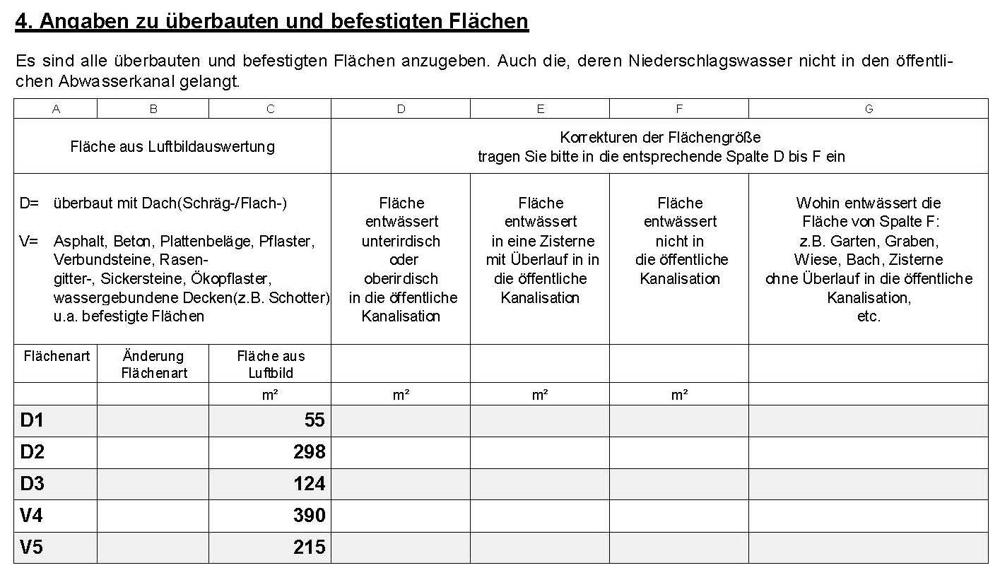 4. Angaben zu überbauten und befestigten Flächen
Es sind alle überbauten und befestigten Flächen anzugeben. Auch die, deren Niederschlagswasser nicht in den öffentli-
chen Abwasserkanal gelangt.
A B C D E F G
Fläche aus Luftbildauswertung
Korrekturen der Flächengröße
tragen Sie bitte in die entsprechende Spalte D bis F ein
D= überbaut mit Dach(Schräg-/Flach-)
V= Asphalt, Beton, Plattenbeläge, Pflaster,
Verbundsteine, Rasen-
gitter-, Sickersteine, Ökopflaster,
wassergebundene Decken(z.B. Schotter)
u.a. befestigte Flächen
Fläche
entwässert
unterirdisch
oder
oberirdisch
in die öffentliche
Kanalisation
Fläche
entwässert
in eine Zisterne
mit Überlauf in in
die öffentliche
Kanalisation
Fläche
entwässert
nicht in
die öffentliche
Kanalisation
Wohin entwässert die
Fläche von Spalte F:
z.B. Garten, Graben,
Wiese, Bach, Zisterne
ohne Überlauf in die öffentliche
Kanalisation,
etc.
Flächenart
Änderung
Flächenart
Fläche aus
Luftbild
m² m² m² m²
D1 55
D2 298
D3 124
V4 390
V5 215